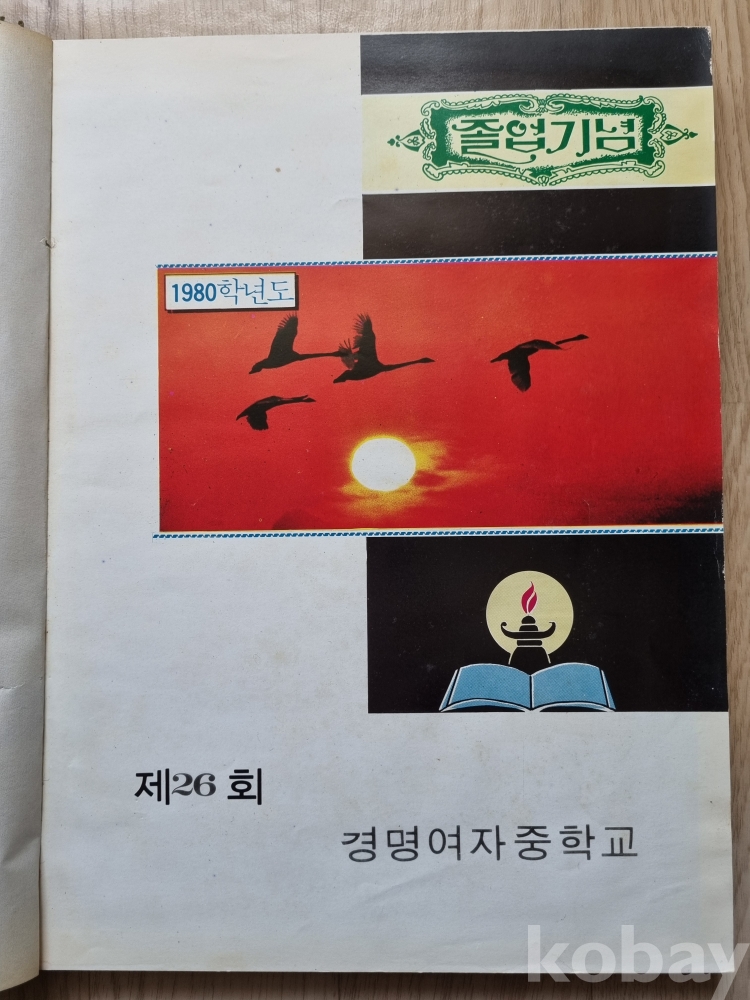 졸업기념
1980학년도
제26회
경명여자중학교
kobay